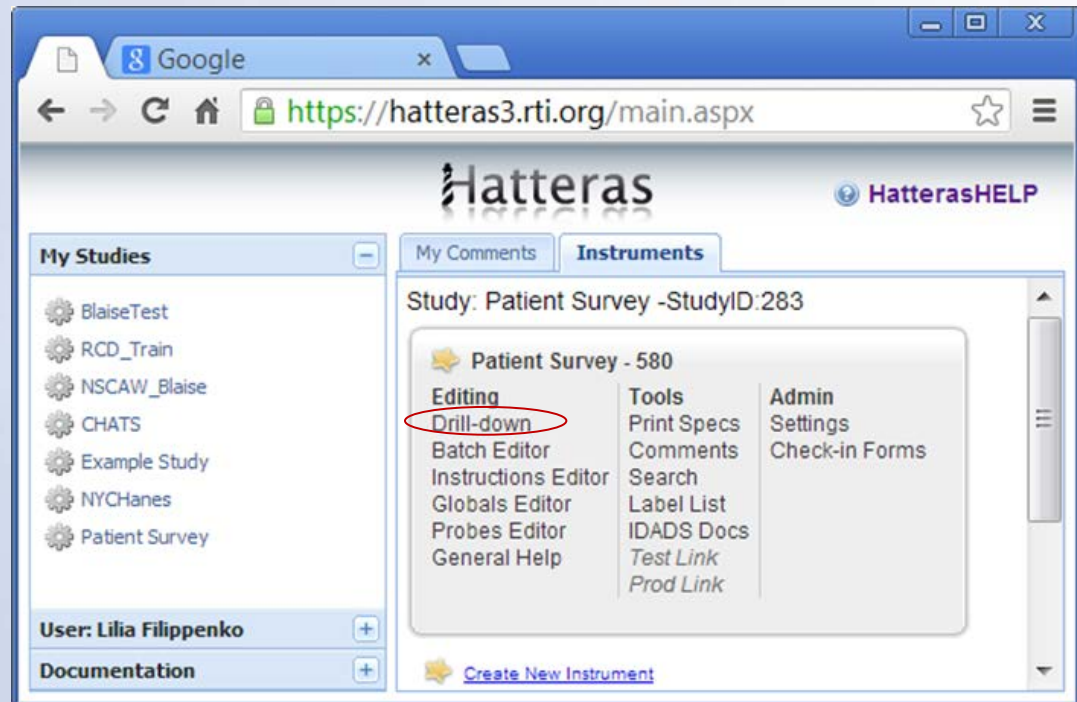 Google
https://hatteras3.rti.org/main.aspx
Hatteras
HatterasHELP
My Studies
BlaiseTest
RCD_Train
NSCAW_Blaise
CHATS
Example Study
NYCHanes
Patient Survey
User: Lilia Filippenko
Documentation
My Comments
Instruments
Study: Patient Survey -StudyID:283
Patient Survey - 580
Editing
Drill-down
Batch Editor
Instructions Editor
Globals Editor
Probes Editor
General Help
Tools
Print Specs
Comments
Search
Label List
IDADS Docs
Test Link
Prod Link
Admin
Settings
Check-in Forms
Create New Instrument